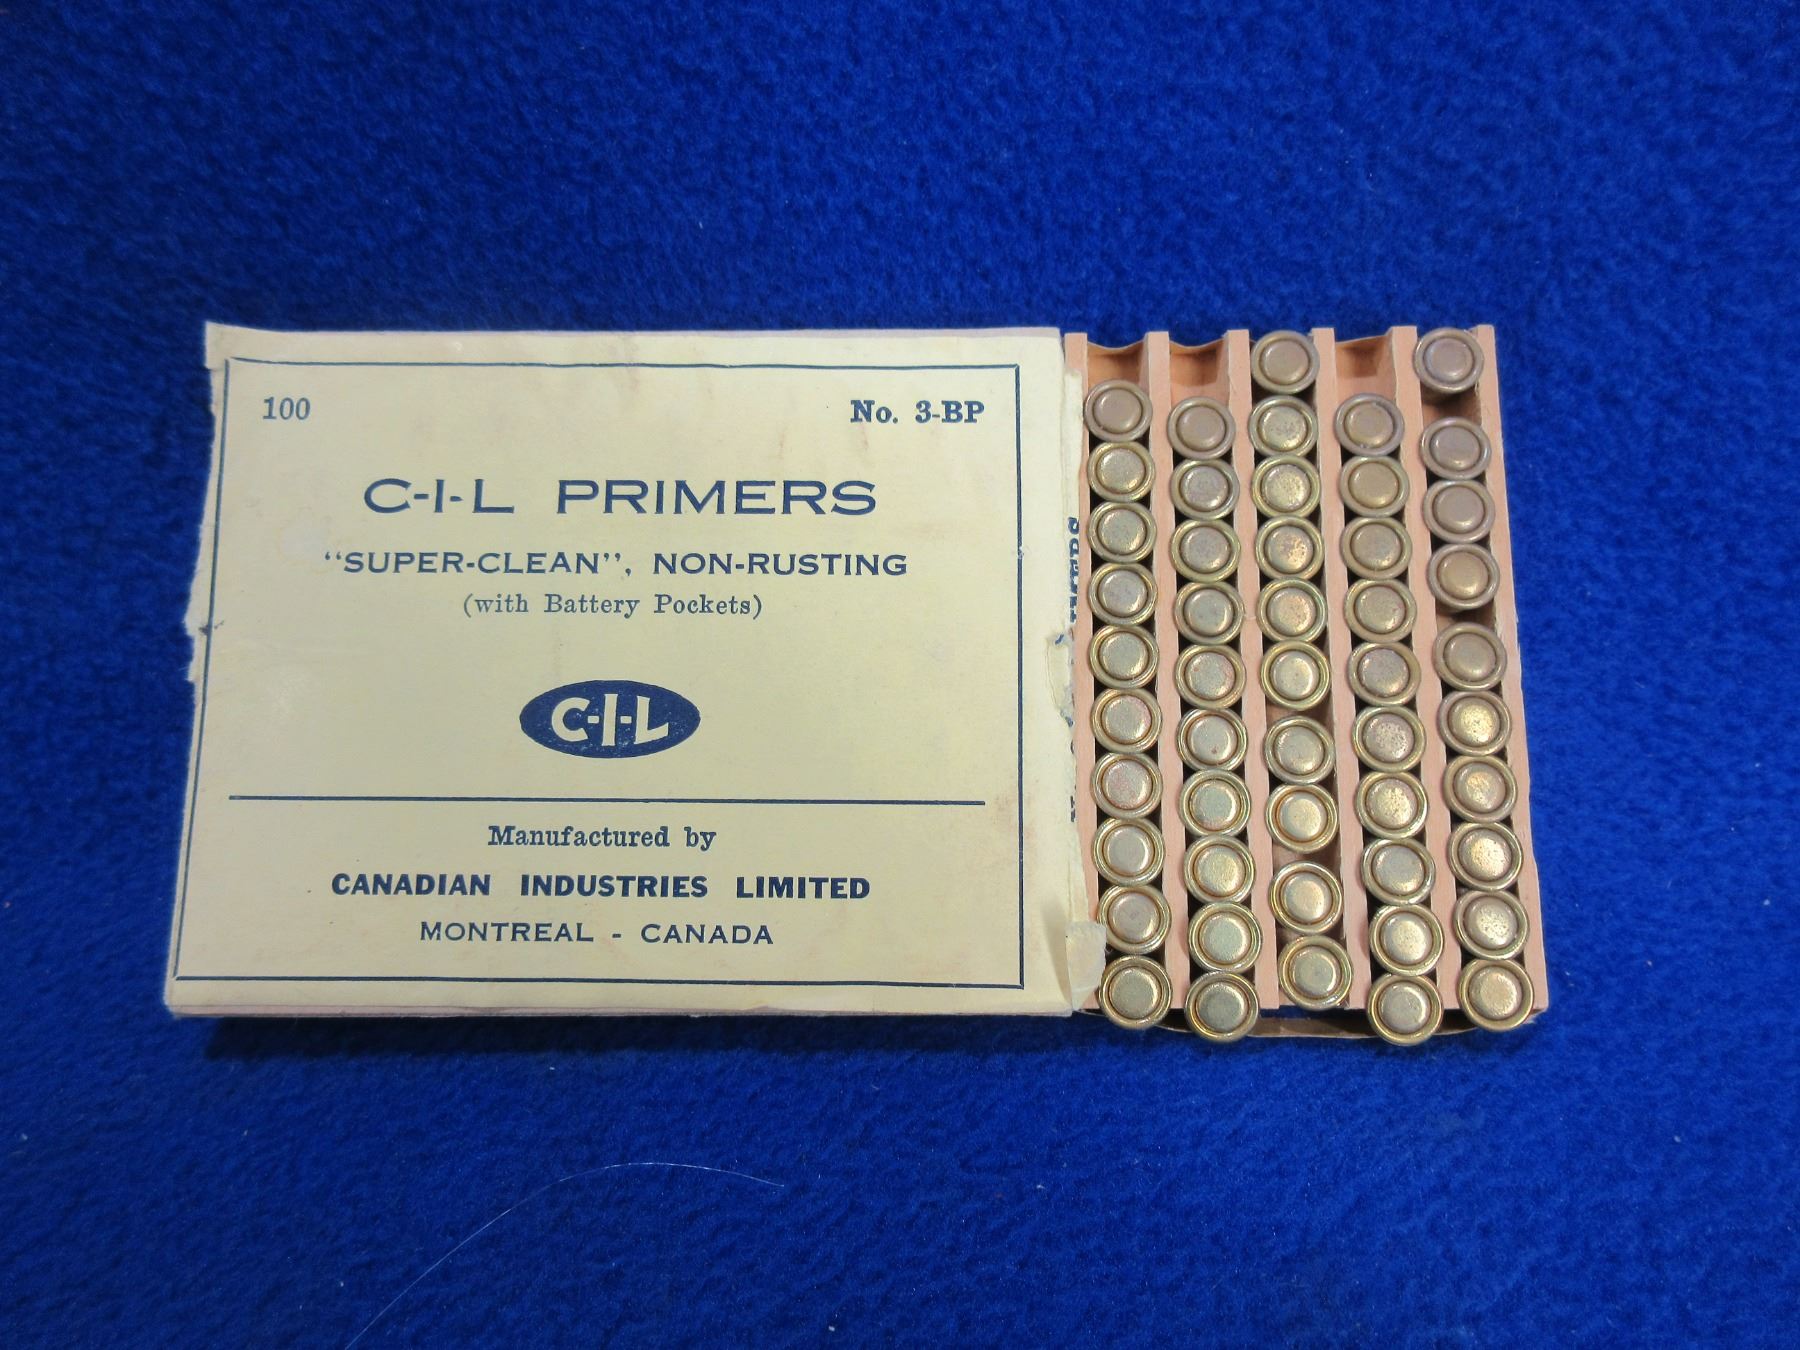 100 No. 3-BP
C-I-L PRIMERS
"SUPER-CLEAN", NON-RUSTING
(with Battery Pockets)
C-I-L
Manufactured by
CANADIAN INDUSTRIES LIMITED
MONTREAL - CANADA